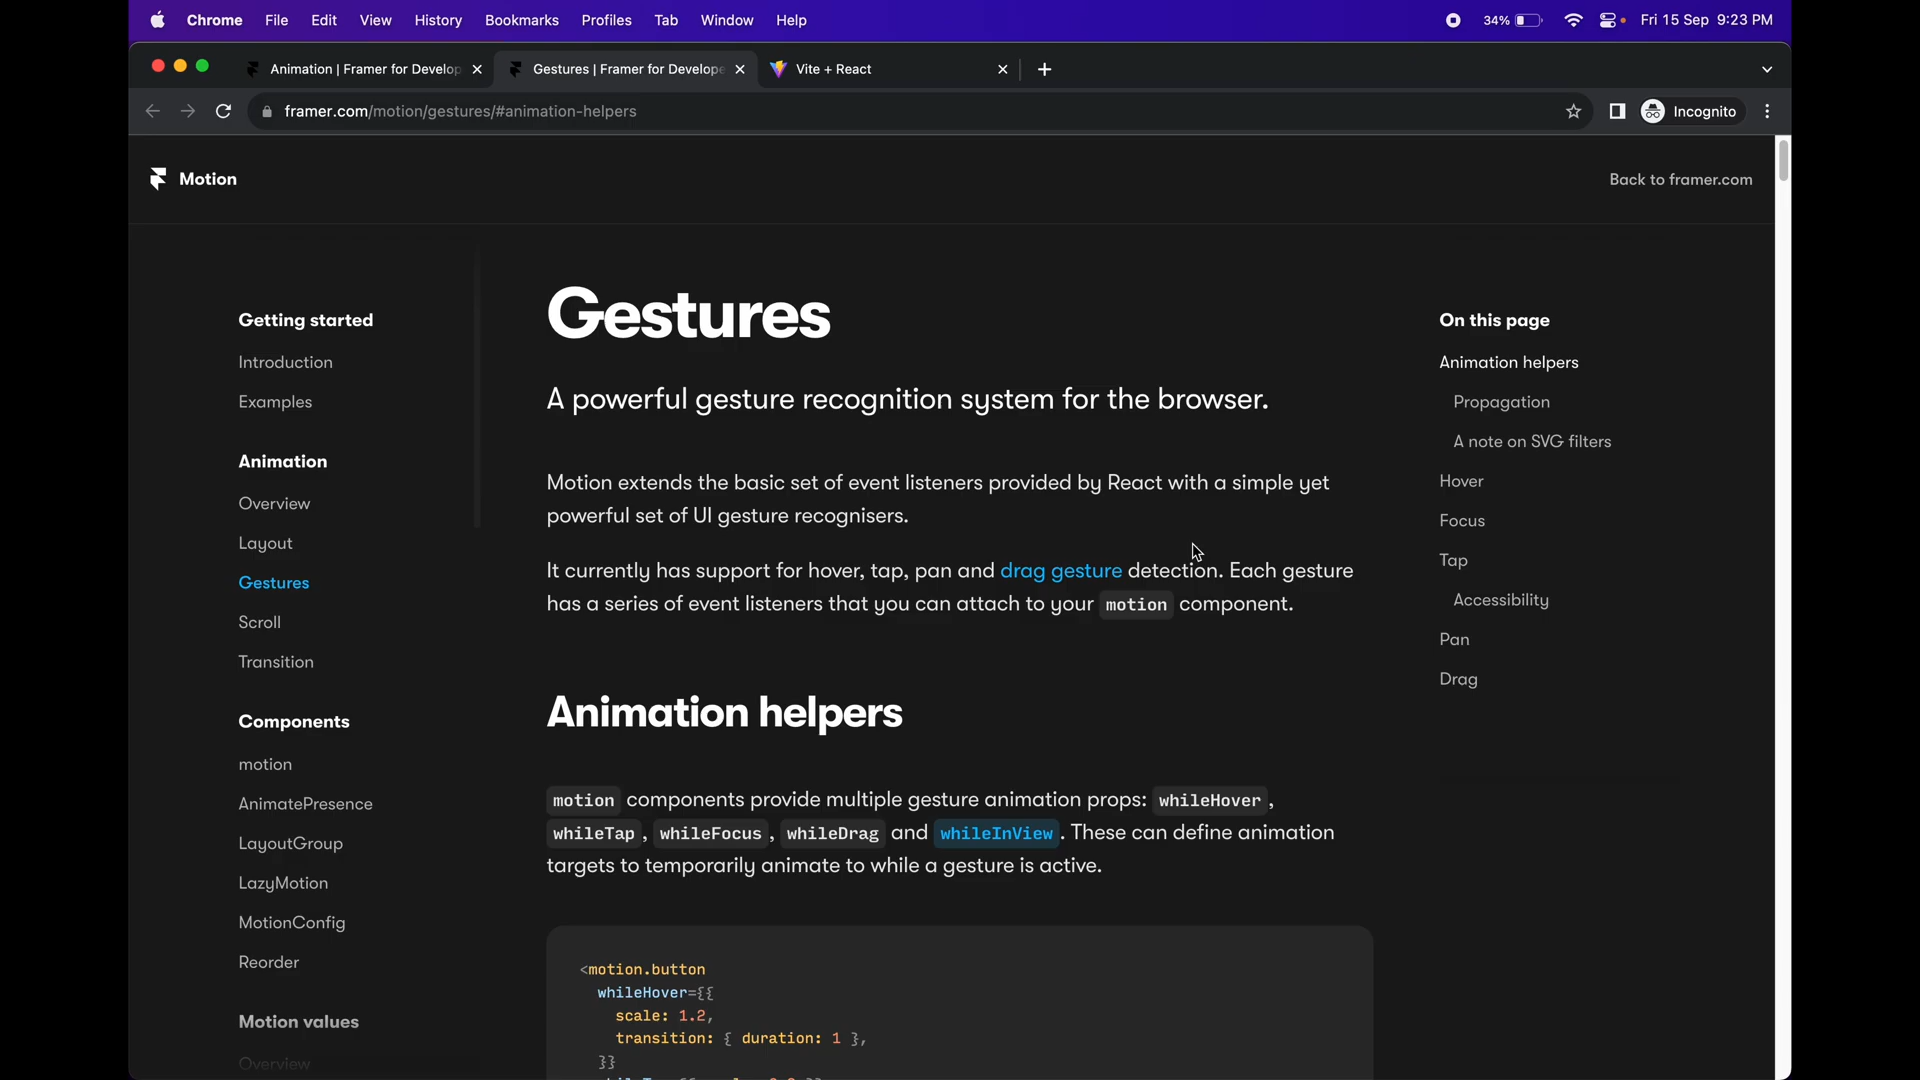 Chrome File Edit View History Bookmarks Profiles Tab Window Help 34% Fri 15 Sep 9:23 PM
Animation | Framer for Develop Gestures | Framer for Develope Vite + React
framer.com/motion/gestures/#animation-helpers Incognito
Motion Back to framer.com
Getting started
Introduction
Examples
Animation
Overview
Layout
Gestures
Scroll
Transition
Components
motion
AnimatePresence
LayoutGroup
LazyMotion
MotionConfig
Reorder
Motion values
Overview
Gestures
A powerful gesture recognition system for the browser.
Motion extends the basic set of event listeners provided by React with a simple yet
powerful set of UI gesture recognisers.
It currently has support for hover, tap, pan and drag gesture detection. Each gesture
has a series of event listeners that you can attach to your motion component.
Animation helpers
motion components provide multiple gesture animation props: whileHover ,
whileTap , whileFocus , whileDrag and whileInView . These can define animation
targets to temporarily animate to while a gesture is active.
<motion.button
whileHover={{
scale: 1.2,
transition: { duration: 1 },
}}
On this page
Animation helpers
Propagation
A note on SVG filters
Hover
Focus
Tap
Accessibility
Pan
Drag